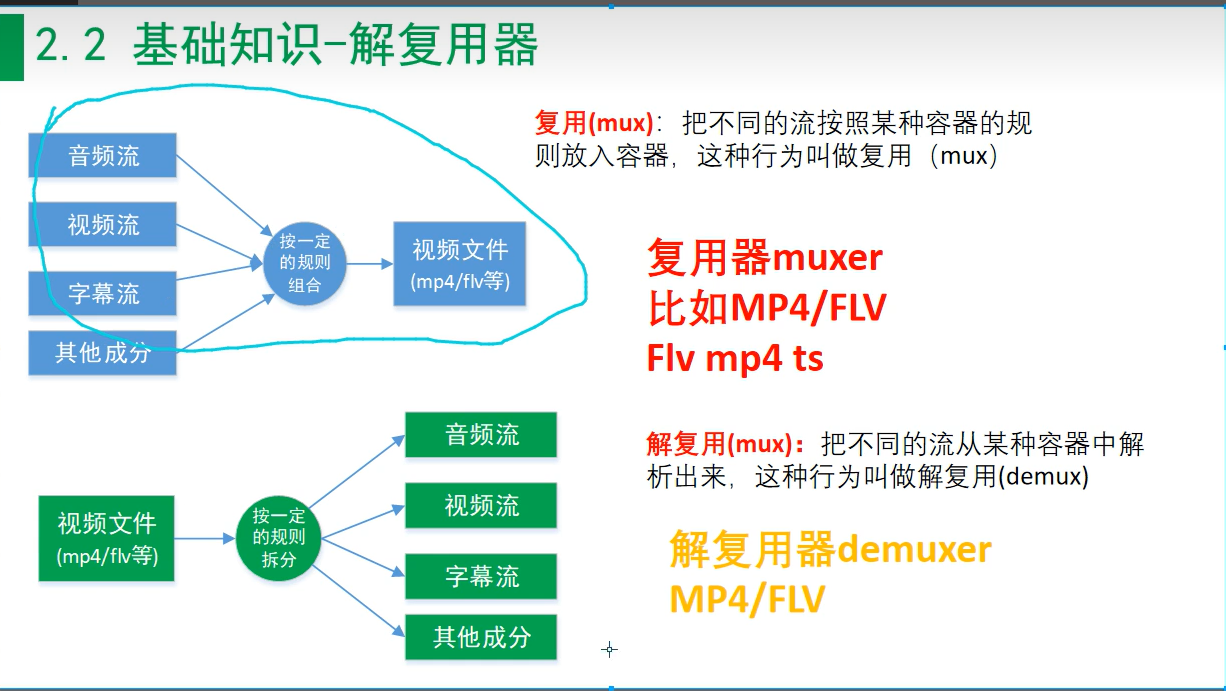 2.2 基础知识-解复用器
音频流
视频流
字幕流
其他成分
按一定
的规则
组合
视频文件
(mp4/flv等)
复用(mux)：把不同的流按照某种容器的规
则放入容器，这种行为叫做复用（mux）
复用器muxer
比如MP4/FLV
Flv mp4 ts
视频文件
(mp4/flv等)
按一定
的规则
拆分
音频流
视频流
字幕流
其他成分
解复用(mux)：把不同的流从某种容器中解
析出来，这种行为叫做解复用(demux)
解复用器demuxer
MP4/FLV